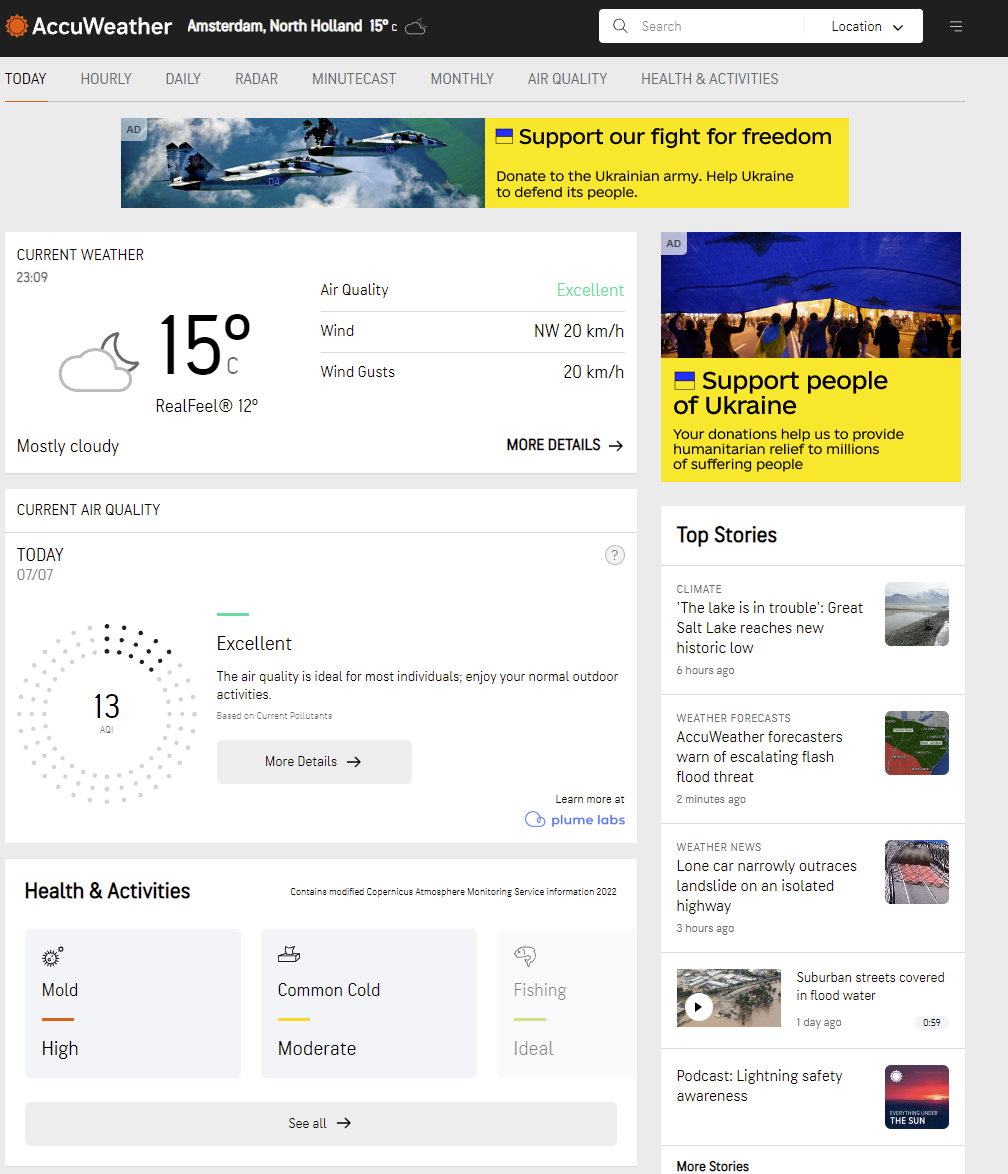 AccuWeather
Amsterdam, North Holland 15° C
Search
Location
TODAY HOURLY DAILY RADAR MINUTECAST MONTHLY AIR QUALITY HEALTH & ACTIVITIES
AD
04
50
Support our fight for freedom
Donate to the Ukrainian army. Help Ukraine
to defend its people.
CURRENT WEATHER
23:09
15°
C
RealFeel® 12°
Mostly cloudy
Air Quality Excellent
Wind NW 20 km/h
Wind Gusts 20 km/h
MORE DETAILS
CURRENT AIR QUALITY
TODAY
07/07
?
13
AQI
Excellent
The air quality is ideal for most individuals; enjoy your normal outdoor
activities.
Based on Current Pollutants
More Details
Learn more at
plume labs
Health & Activities
Contains modified Copernicus Atmosphere Monitoring Service information 2022
Mold
High
Common Cold
Moderate
Fishing
Ideal
See all
AD
Support people
of Ukraine
Your donations help us to provide
humanitarian relief to millions
of suffering people
Top Stories
CLIMATE
'The lake is in trouble': Great
Salt Lake reaches new
historic low
6 hours ago
WEATHER FORECASTS
AccuWeather forecasters
warn of escalating flash
flood threat
2 minutes ago
WEATHER NEWS
Lone car narrowly outraces
landslide on an isolated
highway
3 hours ago
Suburban streets covered
in flood water
1 day ago
0:59
Podcast: Lightning safety
awareness
EVERYTHING UNDER
THE SUN
More Stories